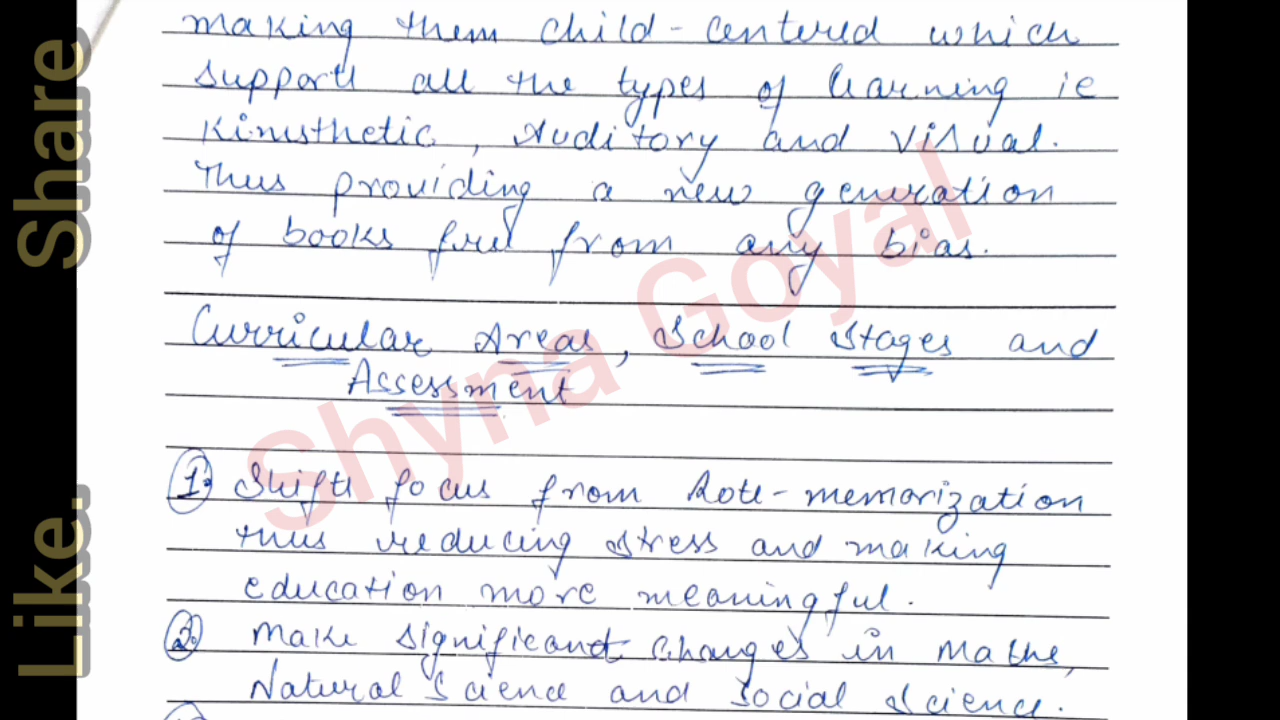 making them child-centered which
supports all the types of learning ie
Kinesthetic, Auditory and Visual.
Thus providing a new generation
of books free from any bias.
Curricular Areas, School Stages and
Assessment
1. Shifts focus from Rote-memorization
thus reducing stress and making
education more meaningful.
2. Make significant changes in Maths,
Natural Science and Social Science.
Shyna Goyal
Like. Share